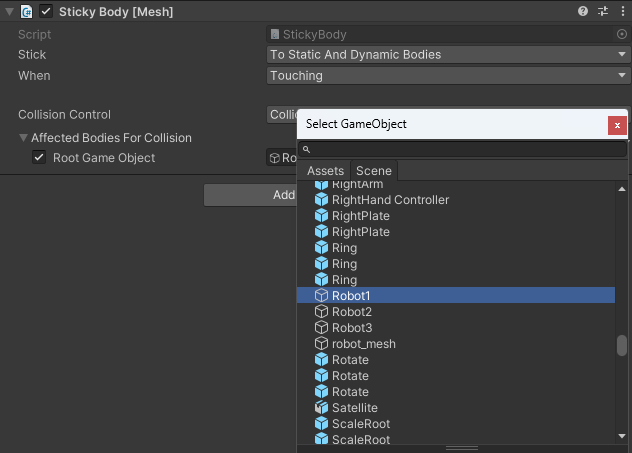 Sticky Body [Mesh]
Script StickyBody
Stick To Static And Dynamic Bodies
When Touching
Collision Control
Affected Bodies For Collision
Root Game Object
Add
Select GameObject
x
Assets Scene
RightArm
RightHand Controller
RightPlate
RightPlate
Ring
Ring
Ring
Robot1
Robot2
Robot3
robot_mesh
Rotate
Rotate
Rotate
Satellite
ScaleRoot
ScaleRoot